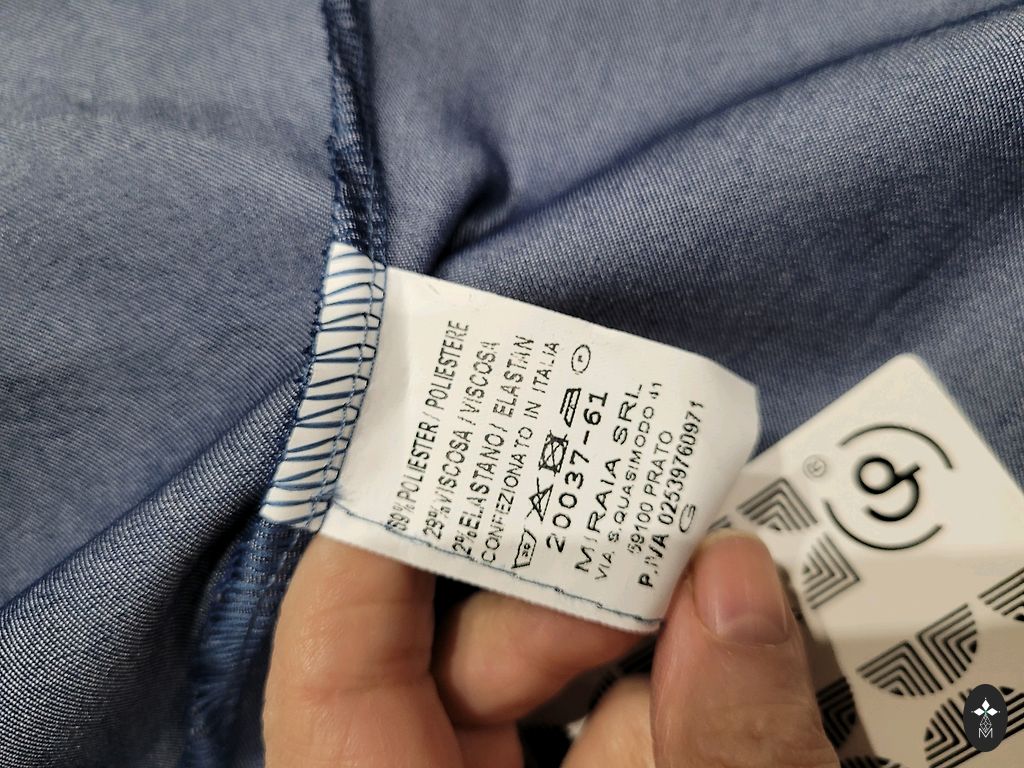 69% POLIESTER / POLIESTERE
29% VISCOSA / VISCOSA
2% ELASTANO / ELASTAN
CONFEZIONATO IN ITALIA
30
P
20037-61
MIRAIA SRL
VIA S.QUASIMODO 41
59100 PRATO
P.IVA 02539760971
G
©
M